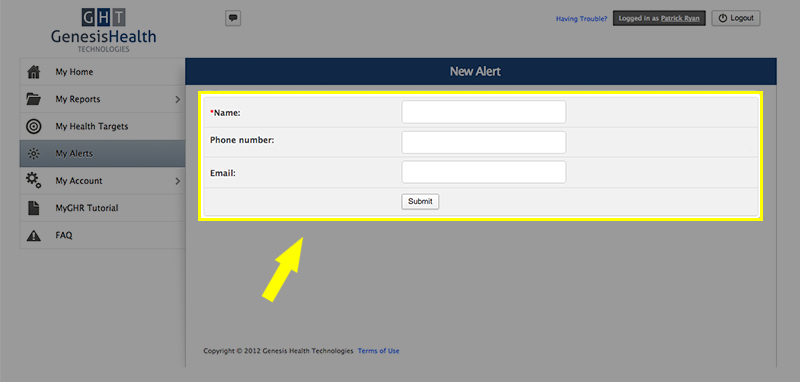 GHT
GenesisHealth
TECHNOLOGIES
Having Trouble?
Logged in as Patrick Ryan
Logout
My Home
My Reports
My Health Targets
My Alerts
My Account
MyGHR Tutorial
FAQ
New Alert
*Name:
Phone number:
Email:
Submit
Copyright © 2012 Genesis Health Technologies Terms of Use